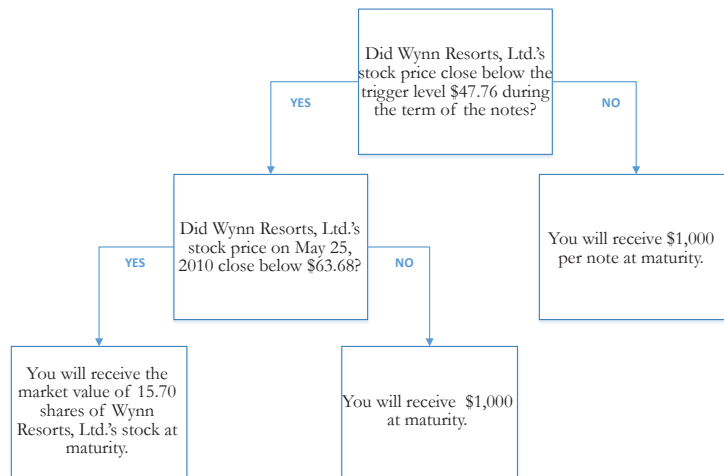 Did Wynn Resorts, Ltd.'s
stock price close below the
trigger level $47.76 during
the term of the notes?
YES
NO
Did Wynn Resorts, Ltd.'s
stock price on May 25,
2010 close below $63.68?
You will receive $1,000
per note at maturity.
YES
NO
You will receive the
market value of 15.70
shares of Wynn
Resorts, Ltd.'s stock at
maturity.
You will receive $1,000
at maturity.